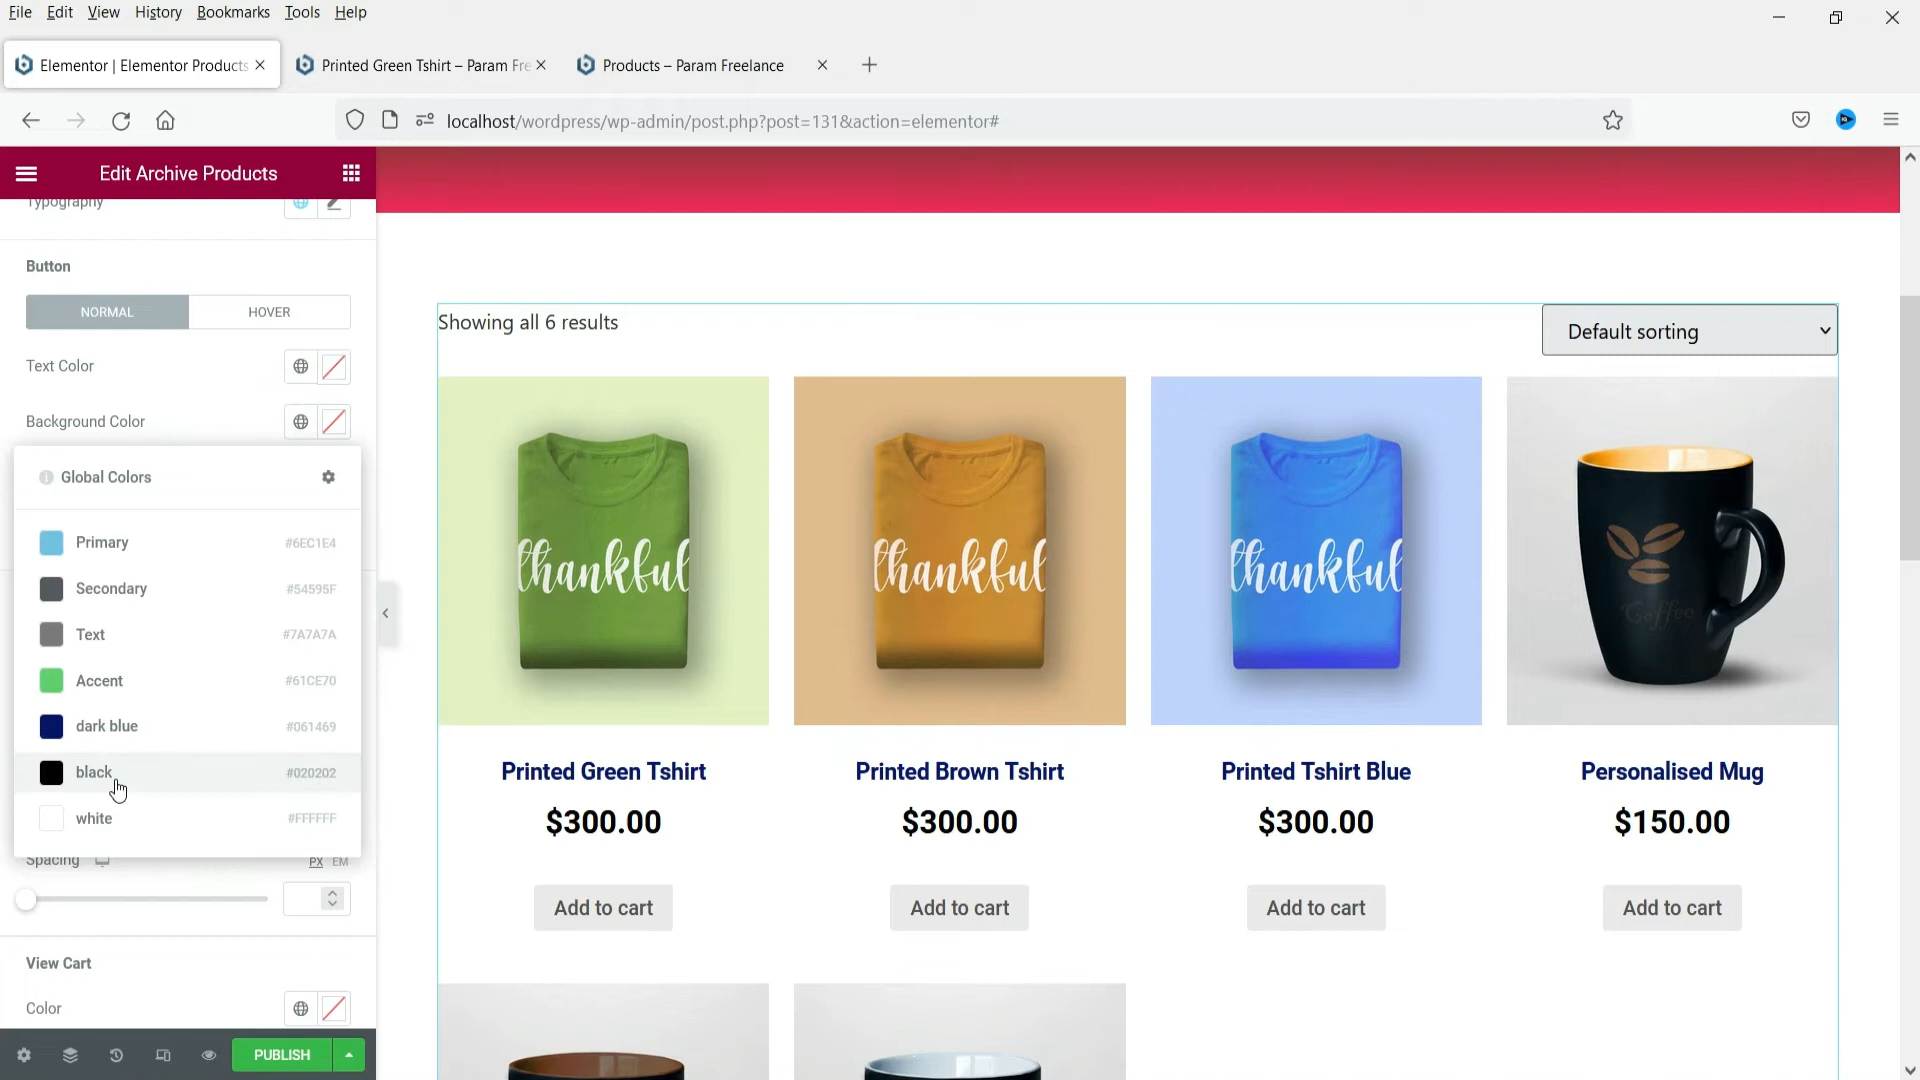 File Edit View History Bookmarks Tools Help
Elementor | Elementor Products
Printed Green Tshirt – Param Fre
Products – Param Freelance
localhost/wordpress/wp-admin/post.php?post=131&action=elementor#
Edit Archive Products
Typography
Button
NORMAL HOVER
Text Color
Background Color
Global Colors
Primary #6EC1E4
Secondary #54595F
Text #7A7A7A
Accent #61CE70
dark blue #061469
black #020202
white #FFFFFF
Spacing PX EM
View Cart
Color
PUBLISH
Showing all 6 results
Default sorting
thankful
thankful
thankful
Coffee
Printed Green Tshirt
$300.00
Add to cart
Printed Brown Tshirt
$300.00
Add to cart
Printed Tshirt Blue
$300.00
Add to cart
Personalised Mug
$150.00
Add to cart